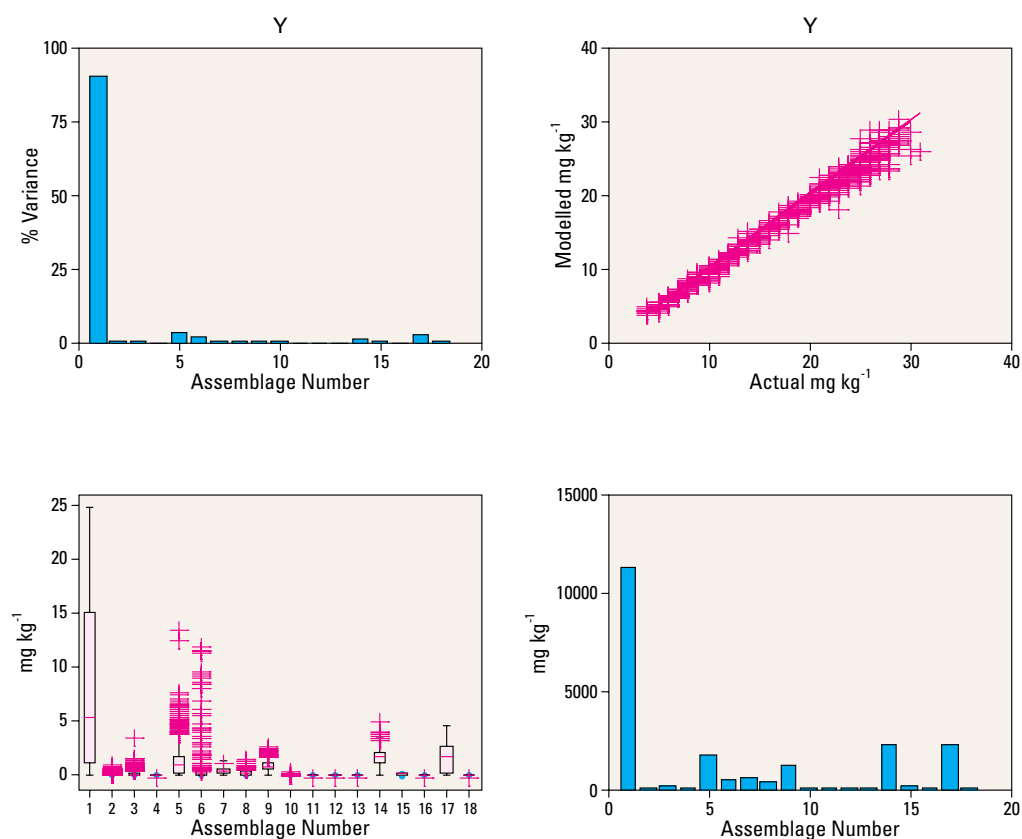 Y
100
75
50
25
0
% Variance
0 5 10 15 20
Assemblage Number
Y
40
30
20
10
0
Modelled mg kg⁻¹
0 10 20 30 40
Actual mg kg⁻¹
25
20
15
10
5
0
mg kg⁻¹
1 2 3 4 5 6 7 8 9 10 11 12 13 14 15 16 17 18
Assemblage Number
15000
10000
5000
0
mg kg⁻¹
0 5 10 15 20
Assemblage Number